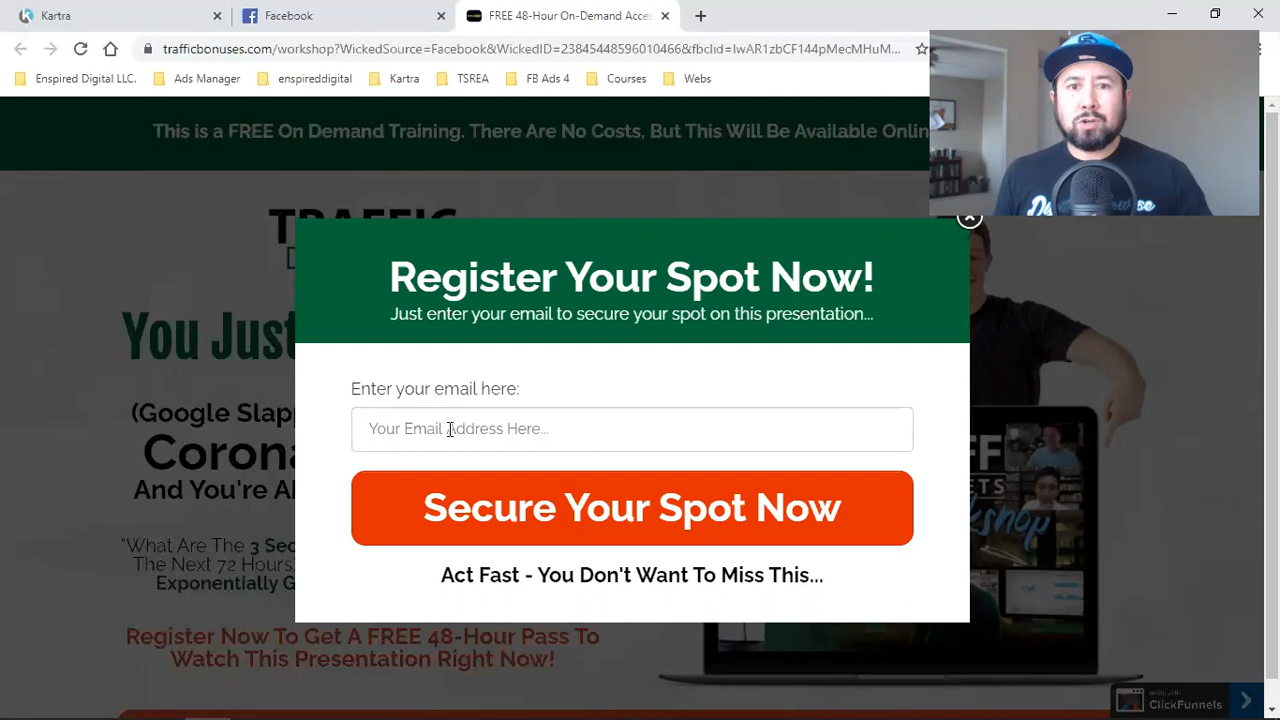 Kartra
Facebook
FREE 48-Hour On-Demand Acces
trafficbonuses.com/workshop?WickedSource=Facebook&WickedID=23845448596010466&fbclid=IwAR1zbCF144pMecMHuM...
Enspired Digital LLC.
Ads Manager
enspireddigital
Kartra
TSREA
FB Ads 4
Courses
Webs
This is a FREE On Demand Training. There Are No Costs, But This Will Be Available Onlin
TRAFFIC
Register Your Spot Now!
Just enter your email to secure your spot on this presentation...
You Just
Enter your email here:
(Google Slapp
Your Email Address Here...
Corona
And You're Al
Secure Your Spot Now
"What Are The 3 Sec
The Next 72 Hours,
Exponentially G
Act Fast - You Don't Want To Miss This...
Register Now To Get A FREE 48-Hour Pass To
Watch This Presentation Right Now!
made with
ClickFunnels